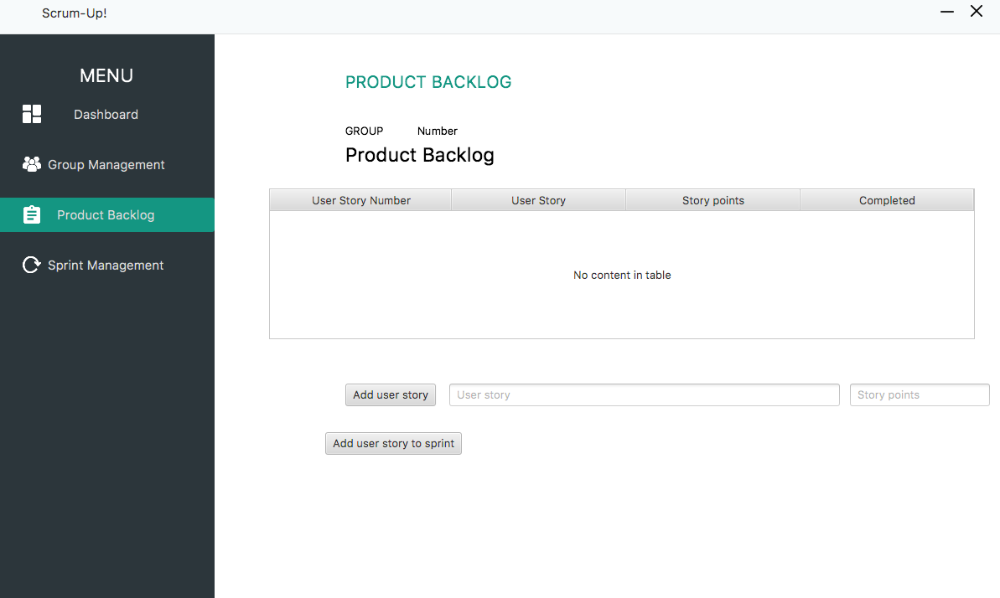 Scrum-Up!
MENU
Dashboard
Group Management
Product Backlog
Sprint Management
PRODUCT BACKLOG
GROUP Number
Product Backlog
User Story Number User Story Story points Completed
No content in table
Add user story User story Story points
Add user story to sprint